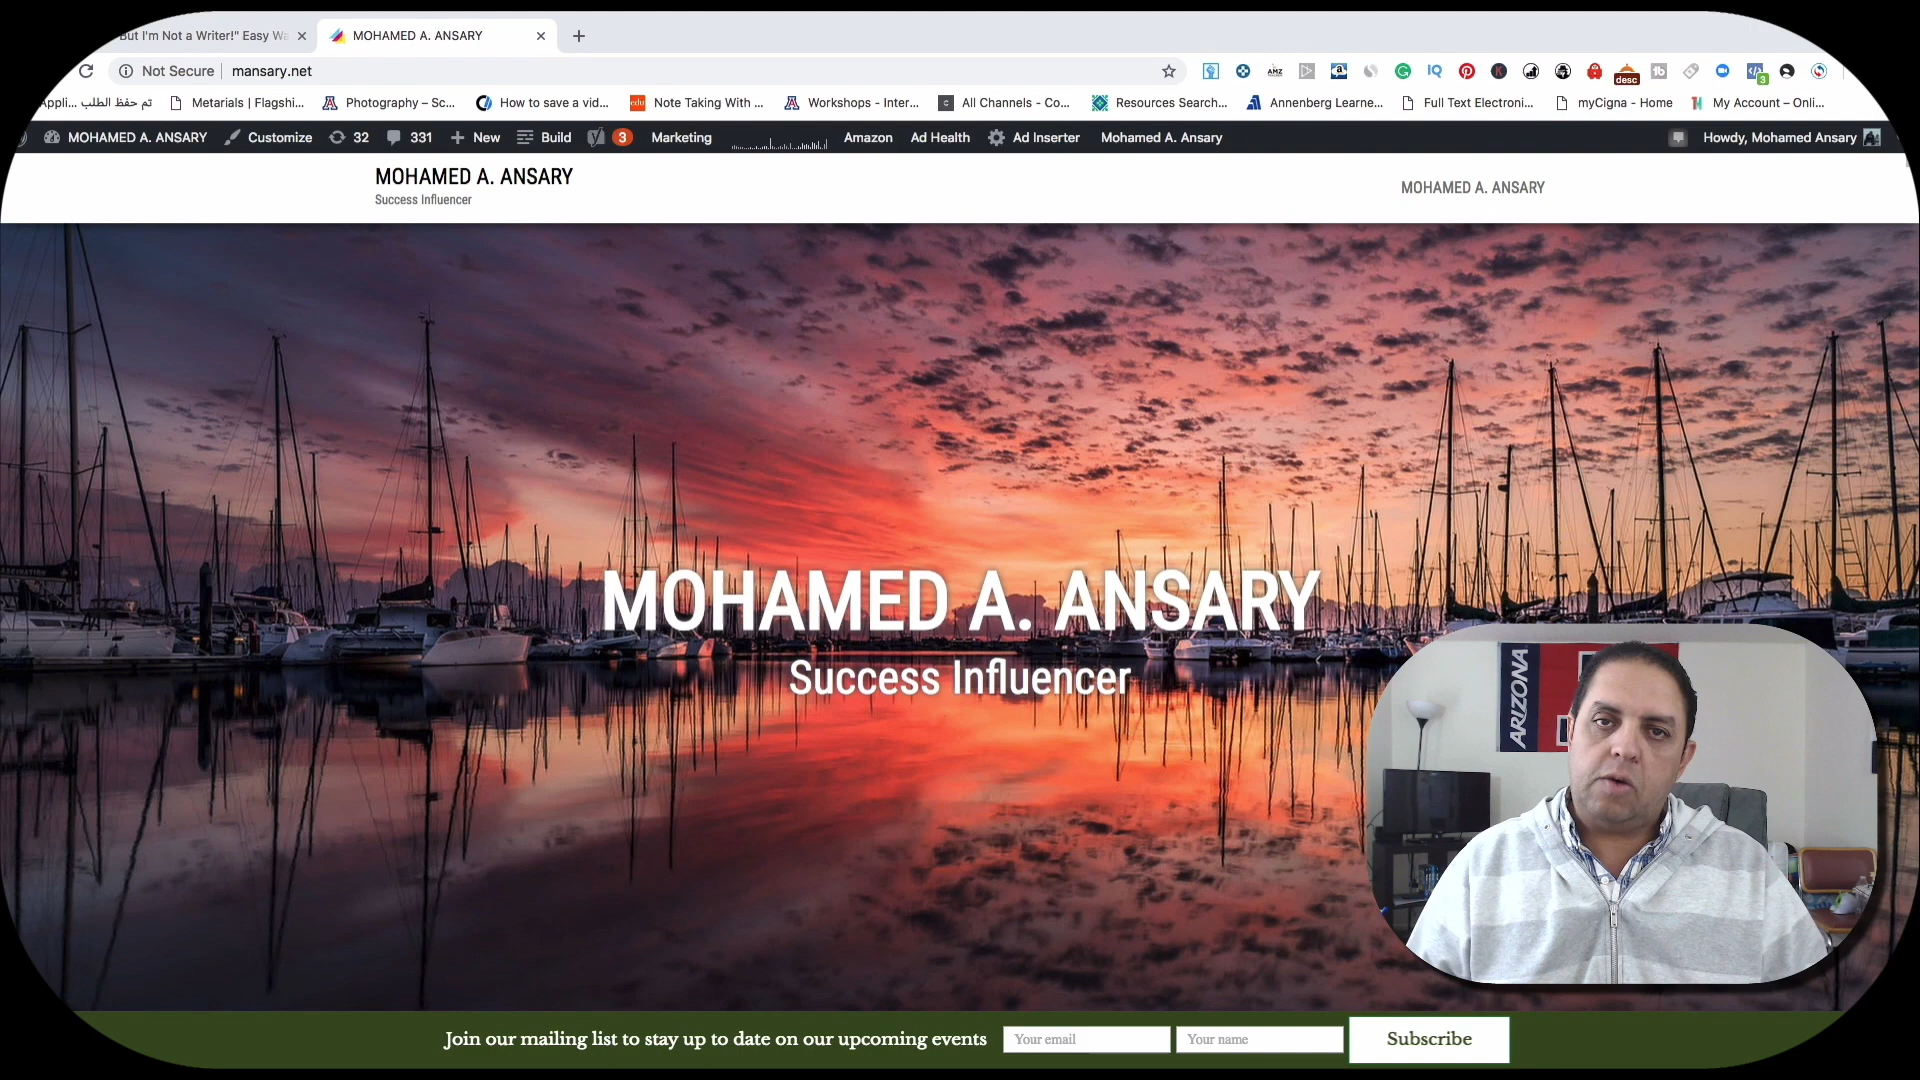 But I'm Not a Writer!" Easy Wa
MOHAMED A. ANSARY
Not Secure
mansary.net
desc
3
Appli... تم حفظ الطلب
Metarials | Flagshi...
Photography – Sc...
How to save a vid...
Note Taking With ...
Workshops - Inter...
All Channels - Co...
Resources Search...
Annenberg Learne...
Full Text Electroni...
myCigna - Home
My Account – Onli...
MOHAMED A. ANSARY
Customize
32
331
New
Build
3
Marketing
Amazon
Ad Health
Ad Inserter
Mohamed A. Ansary
Howdy, Mohamed Ansary
MOHAMED A. ANSARY
Success Influencer
MOHAMED A. ANSARY
MOHAMED A. ANSARY
Success Influencer
ARIZONA
Join our mailing list to stay up to date on our upcoming events
Your email
Your name
Subscribe